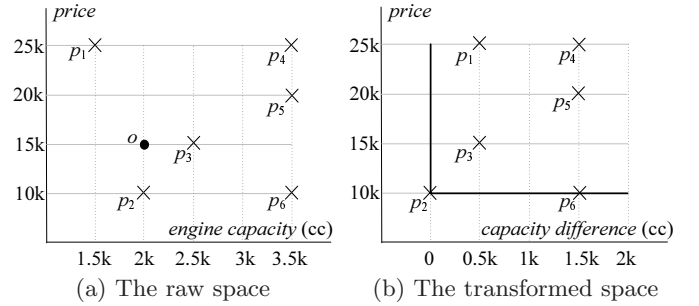 price
25k
p1
p4
20k
p5
15k
o
p3
10k
p2
p6
engine capacity (cc)
1.5k 2k 2.5k 3k 3.5k
(a) The raw space
price
25k
p1
p4
20k
p5
15k
p3
10k
p2
p6
capacity difference (cc)
0 0.5k 1k 1.5k 2k
(b) The transformed space